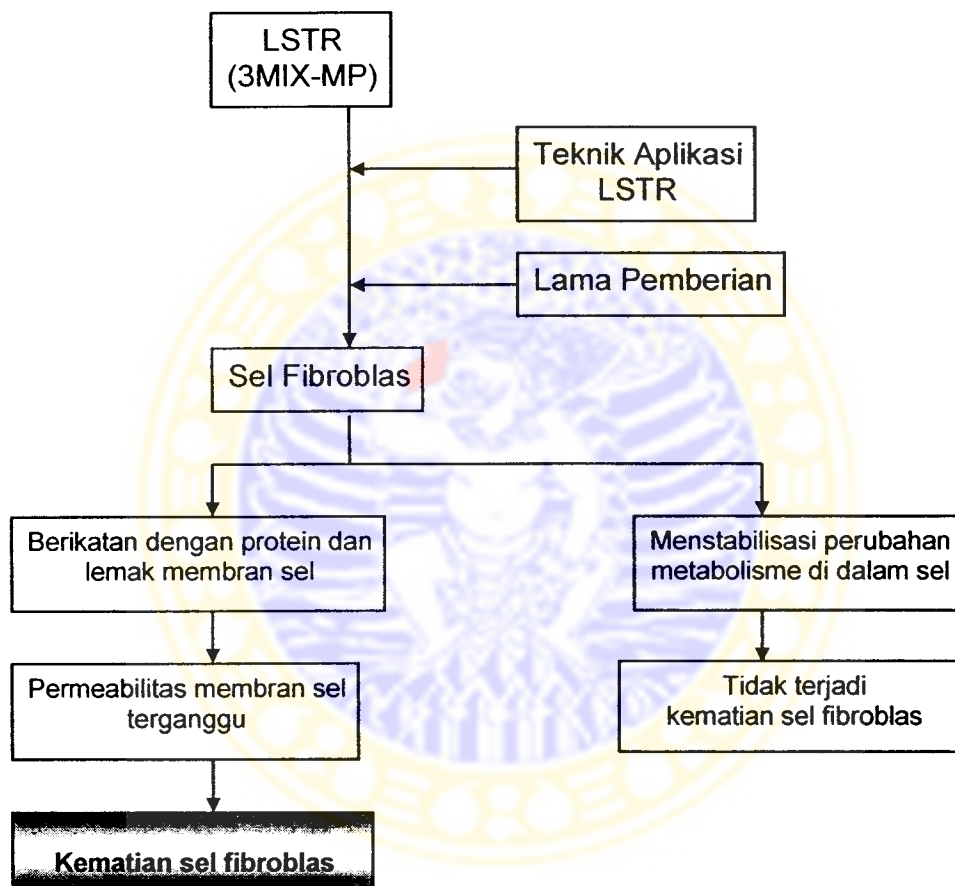 LSTR
(3MIX-MP)
Teknik Aplikasi
LSTR
Lama Pemberian
Sel Fibroblas
Berikatan dengan protein dan
lemak membran sel
Menstabilisasi perubahan
metabolisme di dalam sel
Permeabilitas membran sel
terganggu
Tidak terjadi
kematian sel fibroblas
Kematian sel fibroblas